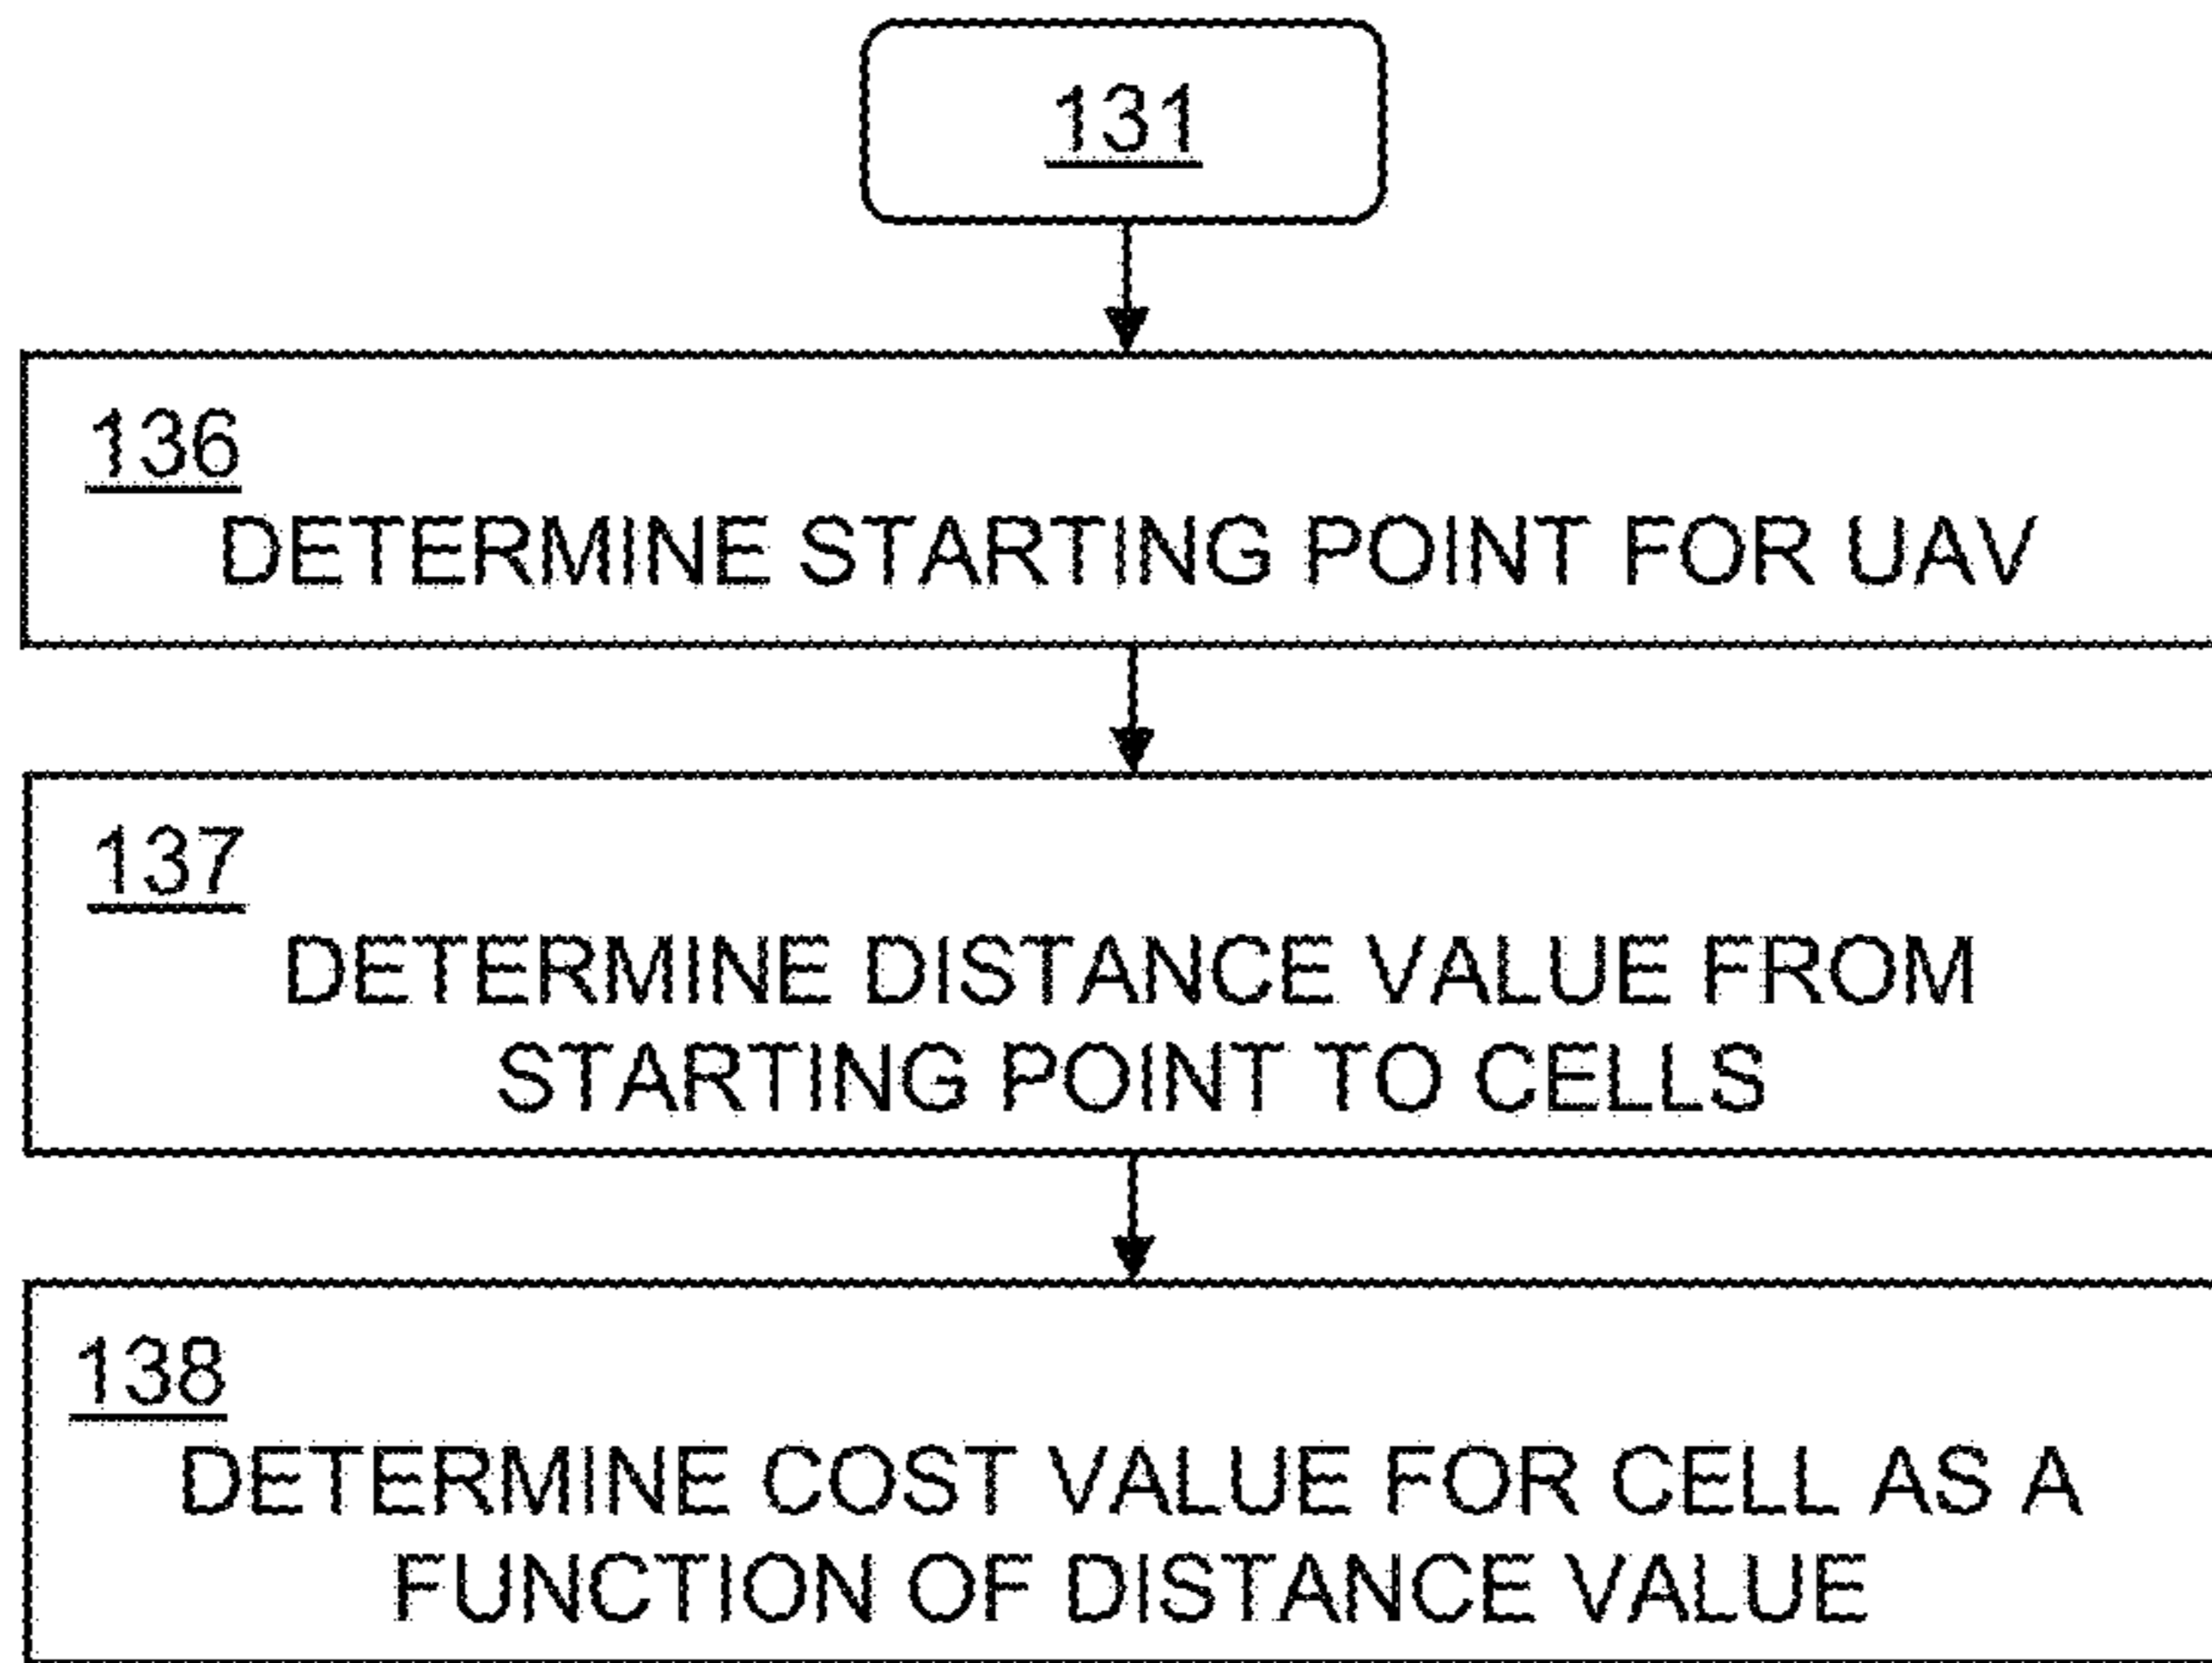 131
136
DETERMINE STARTING POINT FOR UAV
137
DETERMINE DISTANCE VALUE FROM
STARTING POINT TO CELLS
138
DETERMINE COST VALUE FOR CELL AS A
FUNCTION OF DISTANCE VALUE